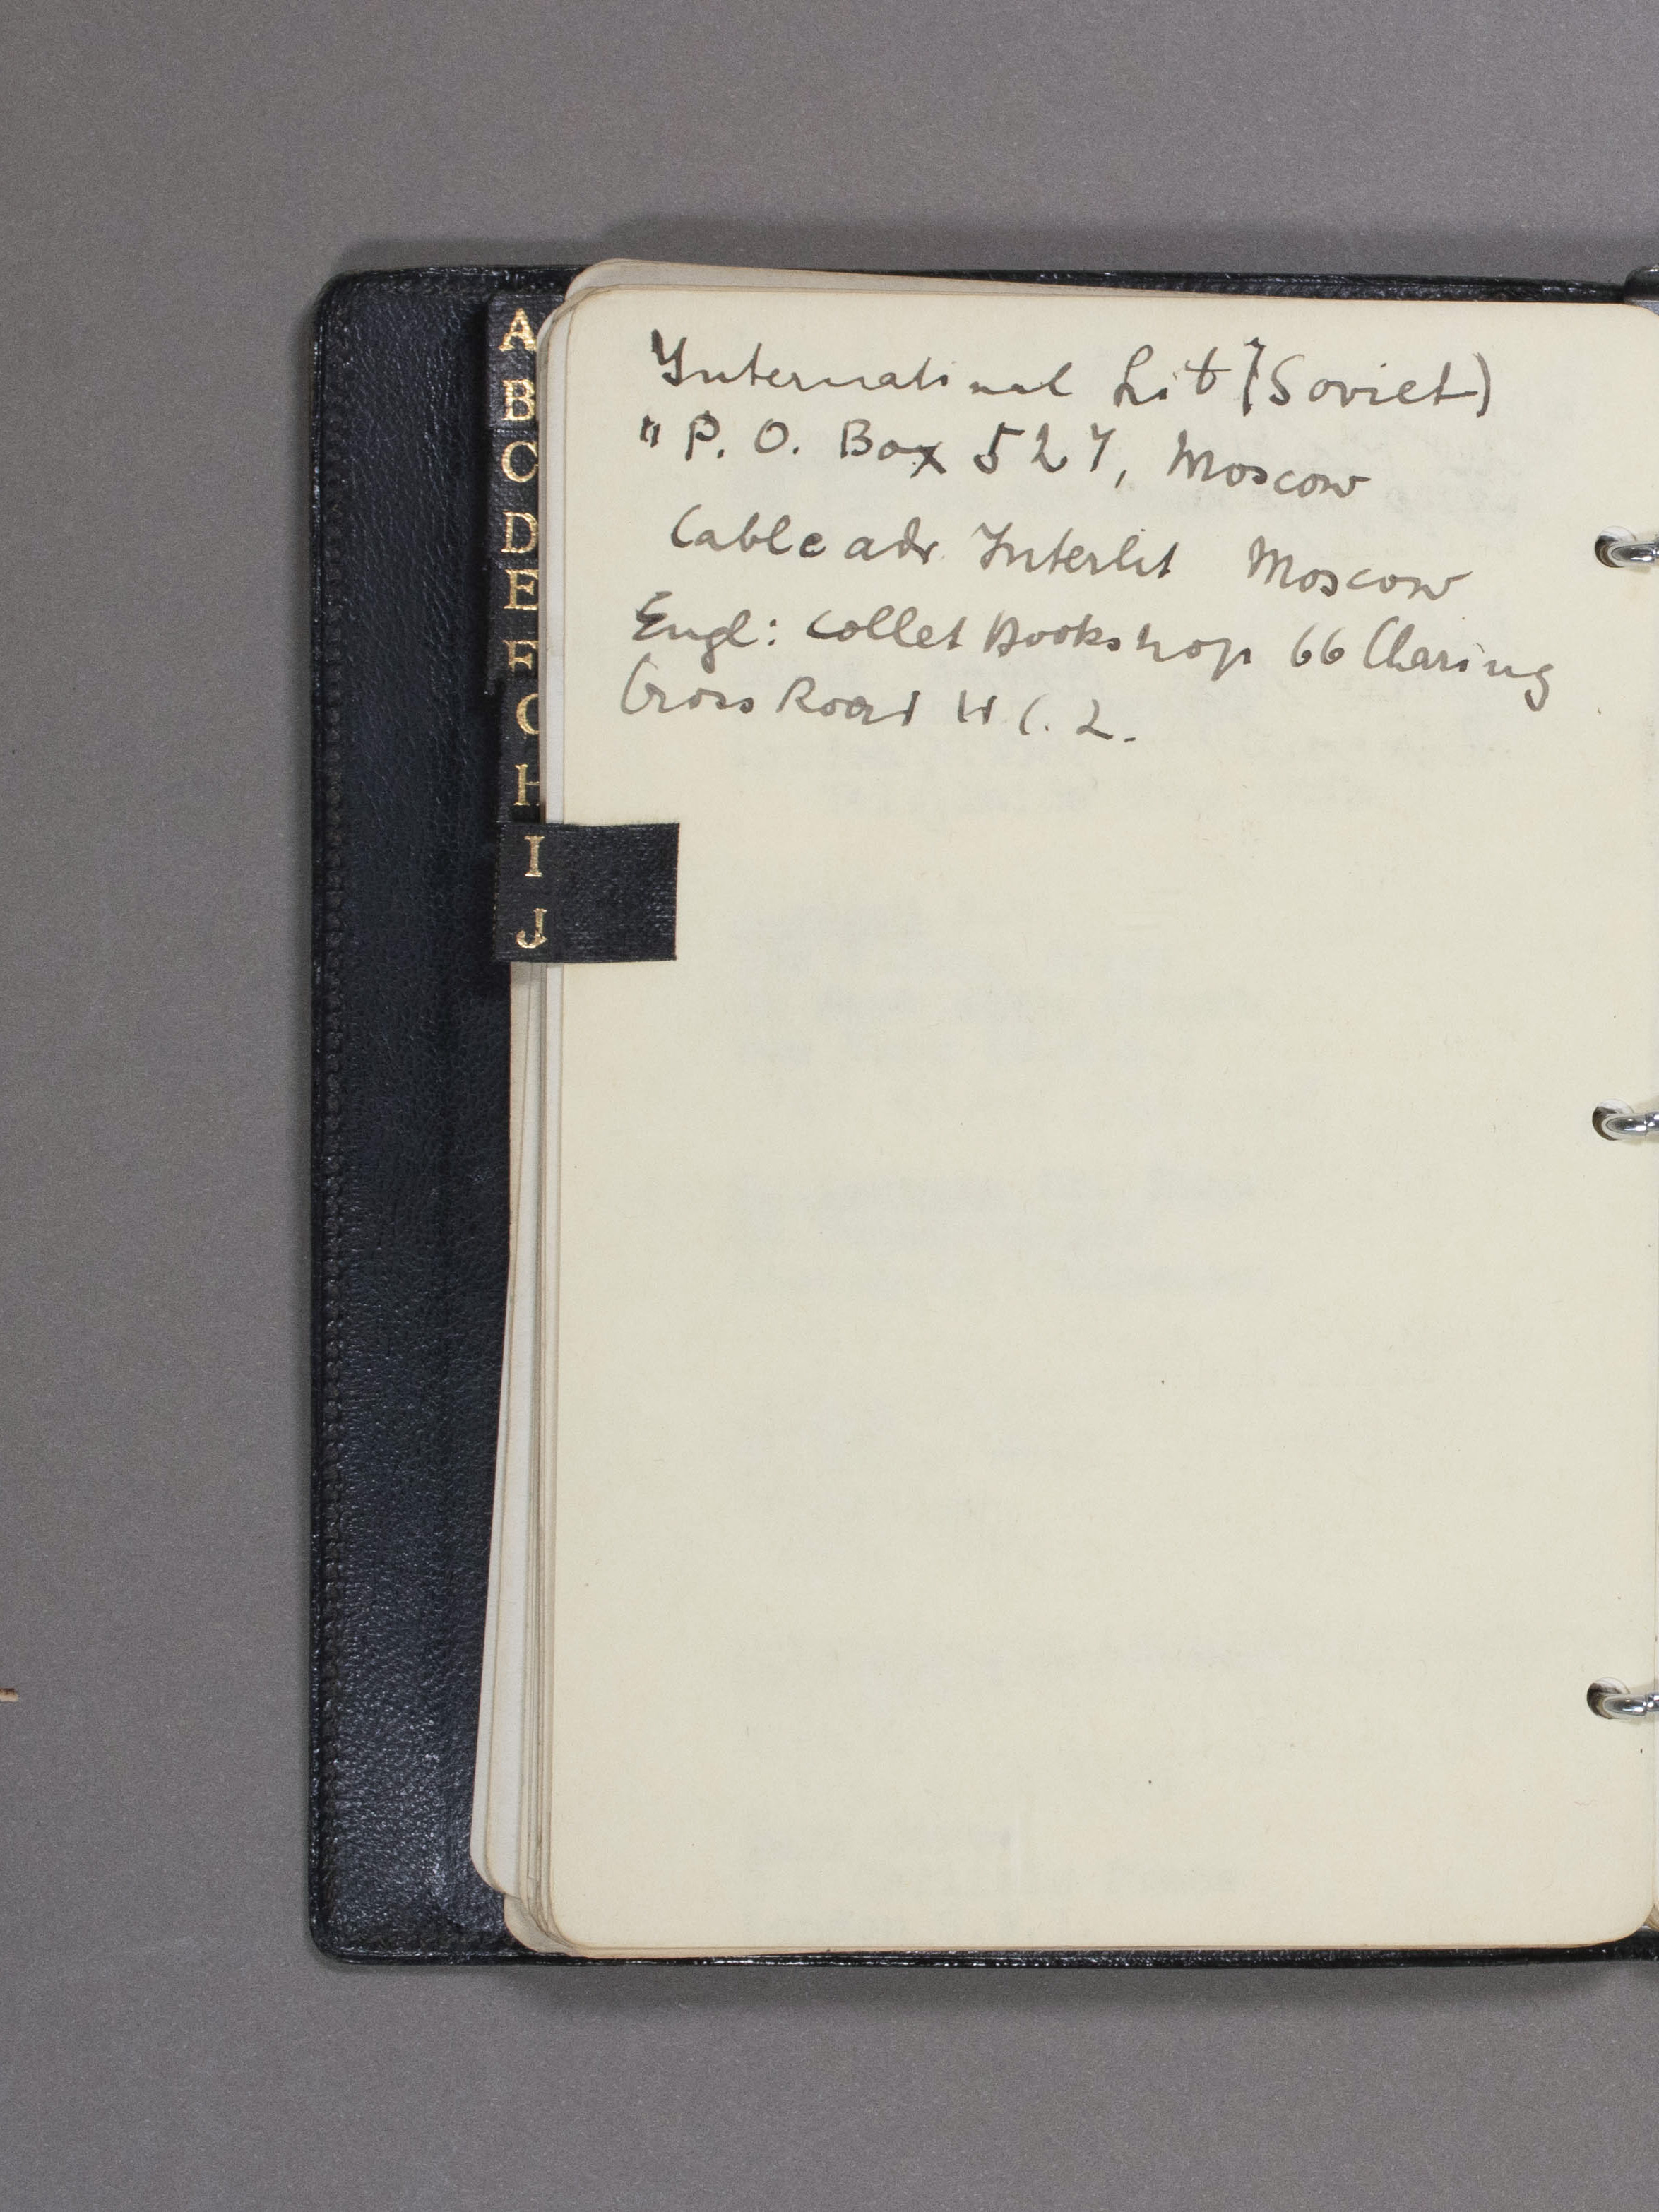 International Lit (Soviet)
" P. O. Box 527, Moscow
Cable adr. Interlit Moscow
Engl: Collet Bookshop 66 Charing
Cross Road W C. 2.
A
B
C
D
E
F
G
H
I
J